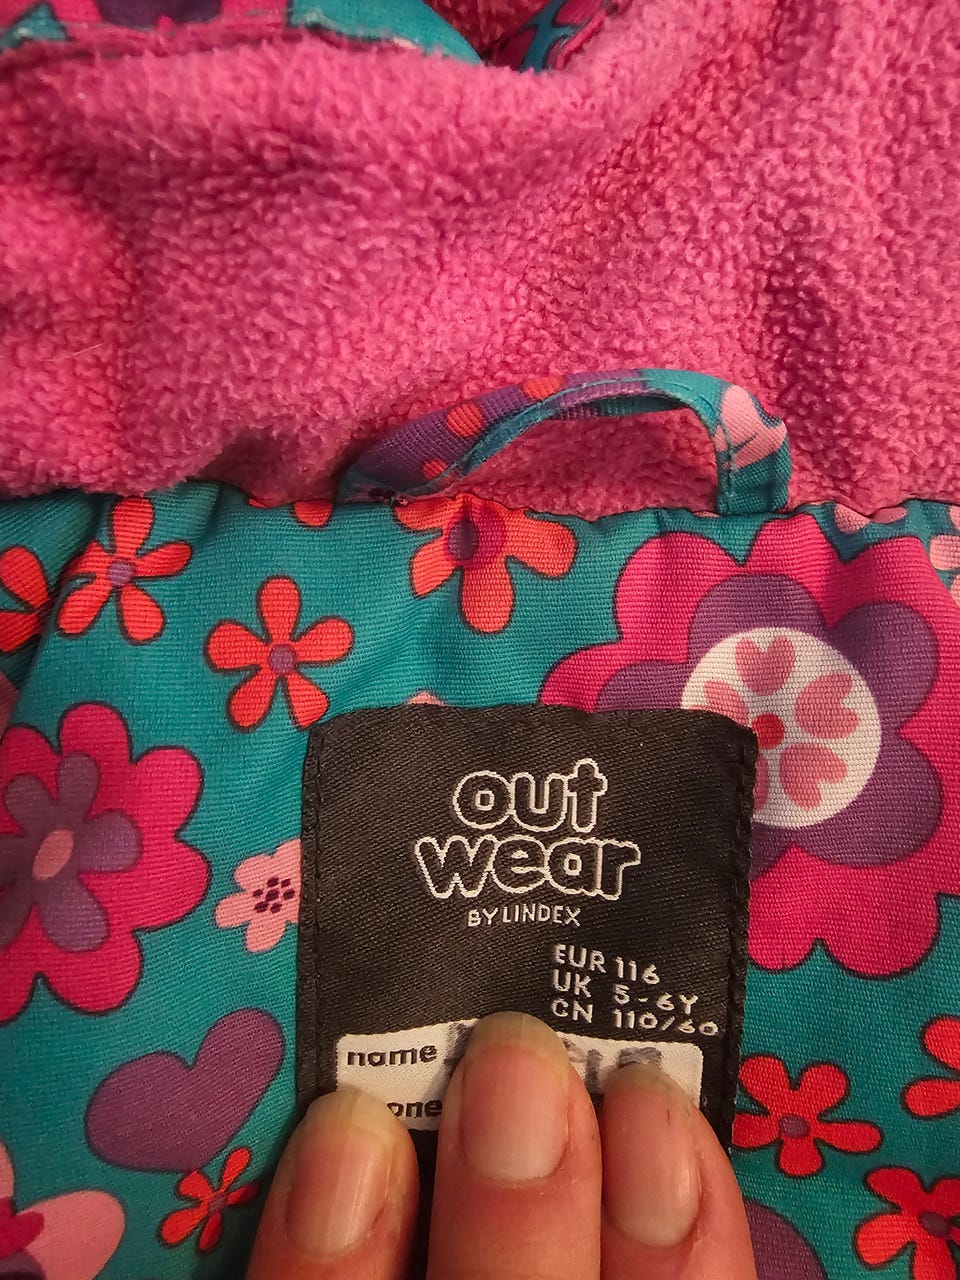 out
wear
BY LINDEX
EUR 116
UK 5-6Y
CN 110/60
name